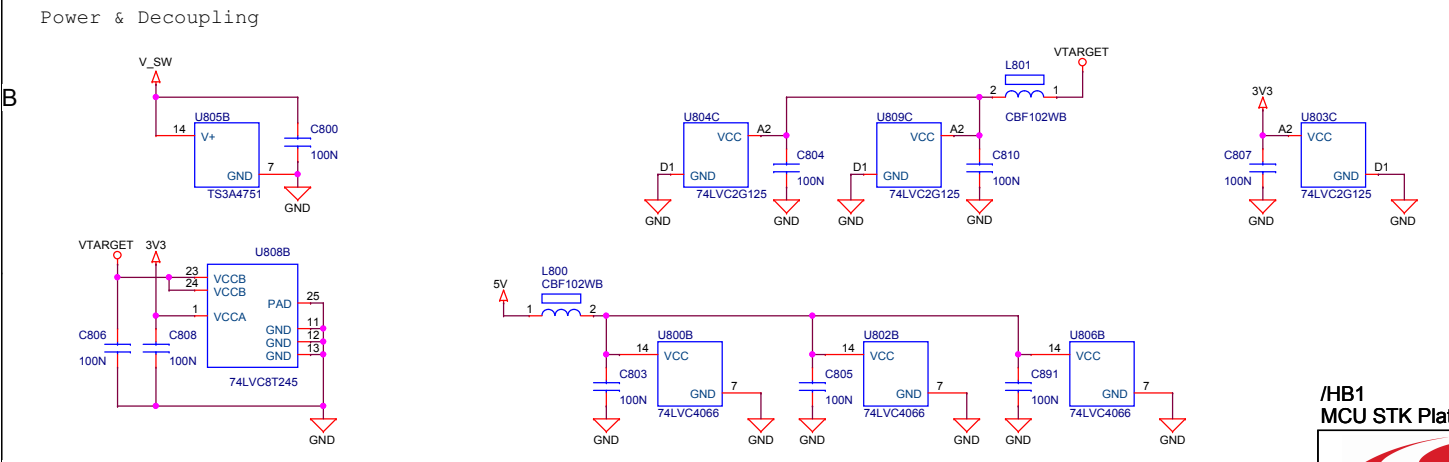 Power & Decoupling
B
V_SW
U805B
14
V+
GND
7
TS3A4751
C800
100N
GND
VTARGET
L801
2
1
CBF102WB
U804C
VCC
A2
D1
GND
74LVC2G125
C804
100N
GND
GND
U809C
VCC
A2
D1
GND
74LVC2G125
C810
100N
GND
GND
3V3
U803C
A2
VCC
C807
100N
GND
D1
74LVC2G125
GND
GND
VTARGET
3V3
U808B
23
VCCB
24
VCCB
PAD
25
1
VCCA
GND
11
GND
12
GND
13
C806
100N
C808
100N
74LVC8T245
GND
5V
L800
CBF102WB
1
2
U800B
14
VCC
C803
100N
GND
7
74LVC4066
GND
GND
U802B
14
VCC
C805
100N
GND
7
74LVC4066
GND
GND
U806B
14
VCC
C891
100N
GND
7
74LVC4066
GND
GND
/HB1
MCU STK Pla